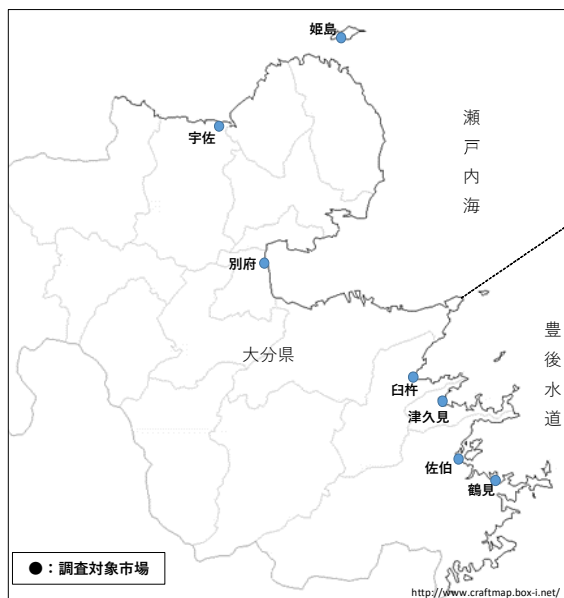 姫島
宇佐
瀬戸内海
別府
豊後水道
大分県
臼杵
津久見
佐伯
鶴見
●：調査対象市場
http://www.craftmap.box-i.net/